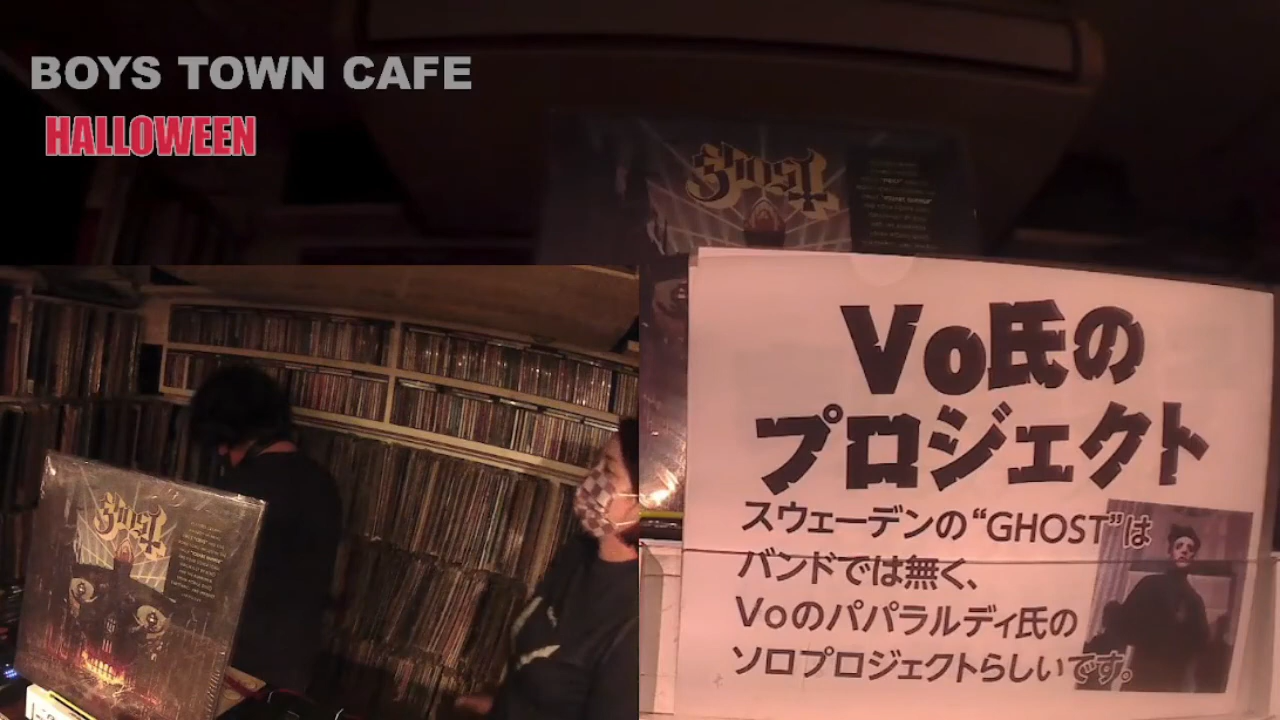 BOYS TOWN CAFE
HALLOWEEN
Ghost
Vo氏の
プロジェクト
スウェーデンの“GHOST”は
バンドでは無く、
Voのパパラルディ氏の
ソロプロジェクトらしいです。
Ghost